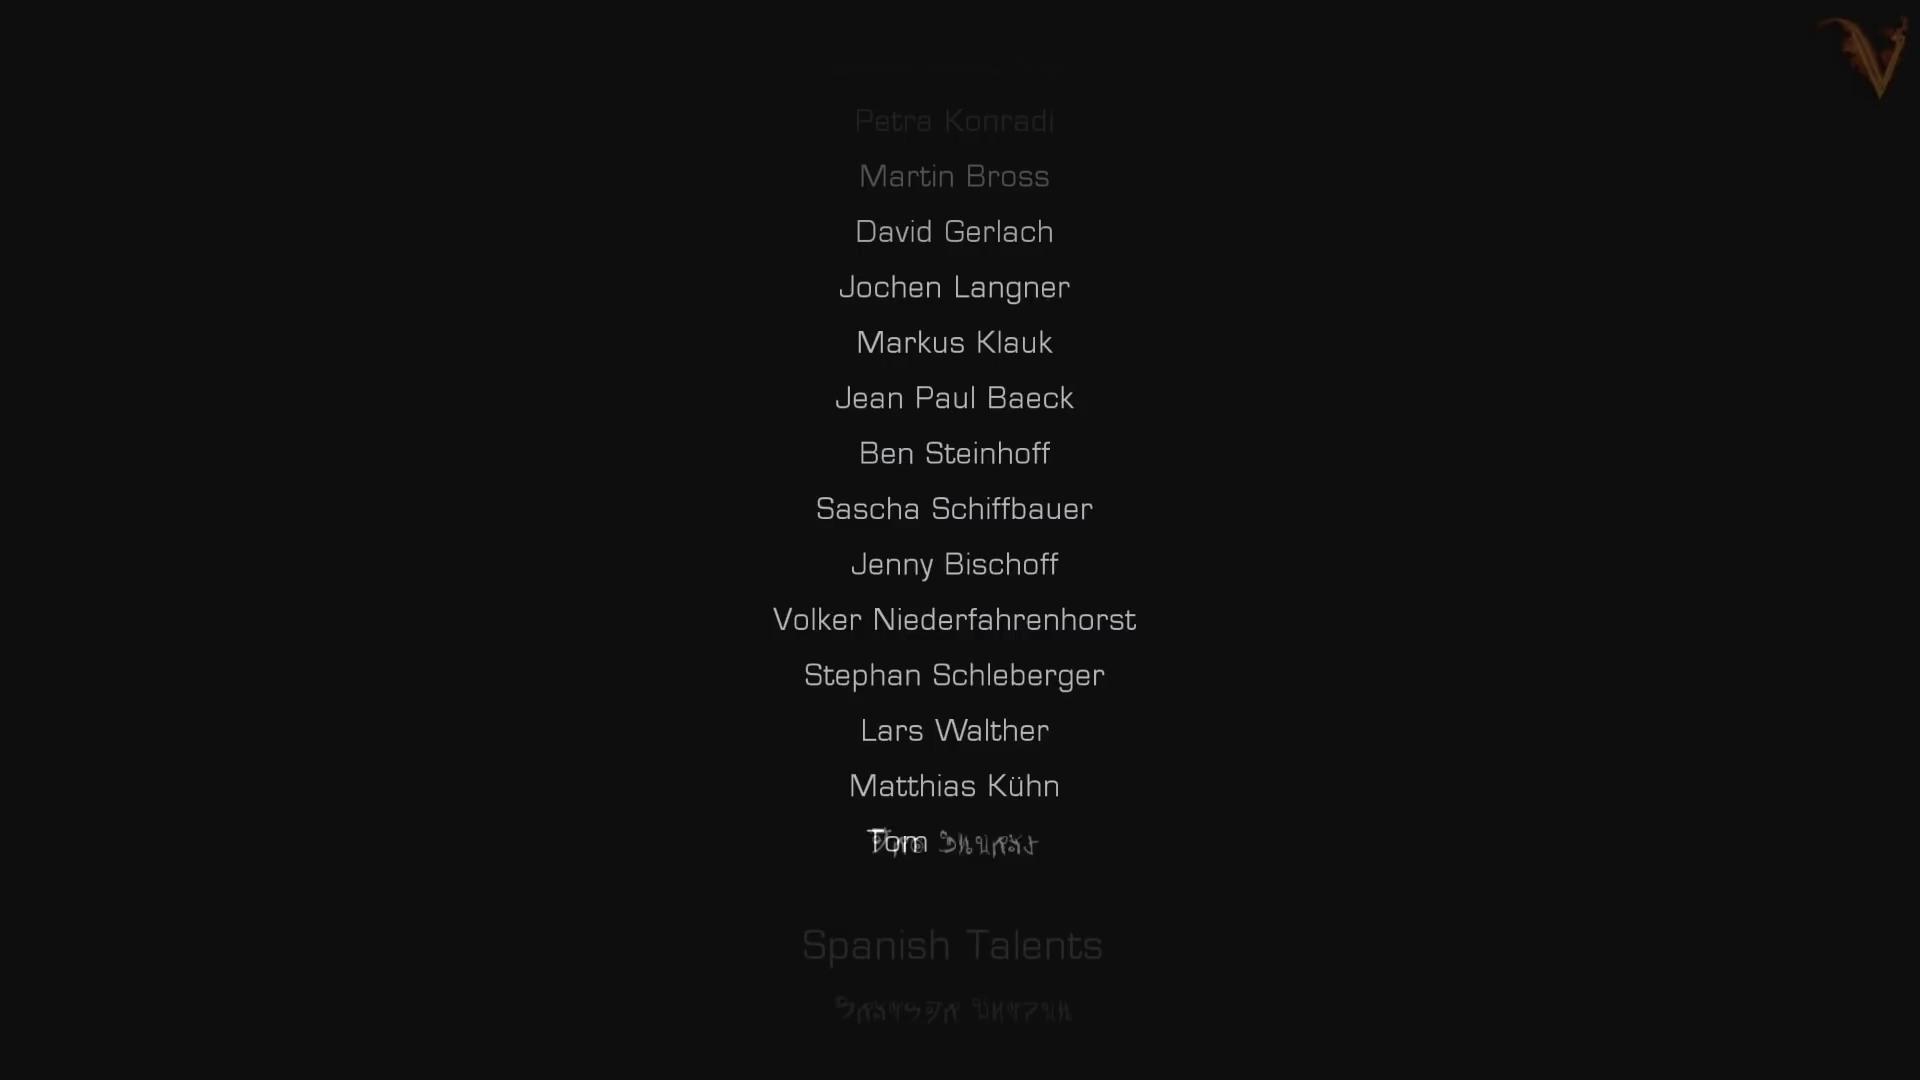 Petra Konradi
Martin Bross
David Gerlach
Jochen Langner
Markus Klauk
Jean Paul Baeck
Ben Steinhoff
Sascha Schiffbauer
Jenny Bischoff
Volker Niederfahrenhorst
Stephan Schleberger
Lars Walther
Matthias Kühn
Tom
Spanish Talents